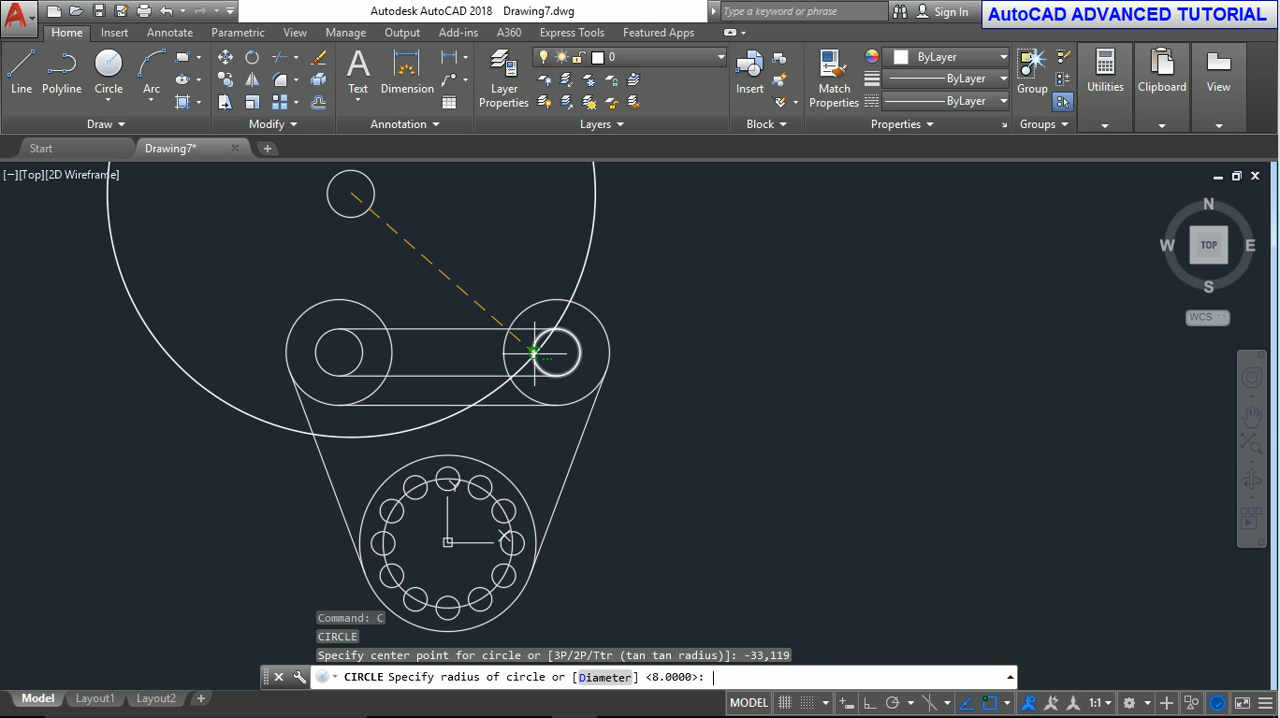 Autodesk AutoCAD 2018 Drawing7.dwg
Type a keyword or phrase
Sign In
AutoCAD ADVANCED TUTORIAL
Home Insert Annotate Parametric View Manage Output Add-ins A360 Express Tools Featured Apps
Line Polyline Circle Arc
Text Dimension
Layer Properties
0
Insert
Match Properties
ByLayer
ByLayer
ByLayer
Group
Utilities
Clipboard
View
Draw Modify Annotation Layers Block Properties Groups
Start Drawing7*
[−][Top][2D Wireframe]
N
W TOP E
S
WCS
Y
X
Command: C
CIRCLE
Specify center point for circle or [3P/2P/Ttr (tan tan radius)]: -33,119
CIRCLE Specify radius of circle or [Diameter] <8.0000>:
Model Layout1 Layout2
MODEL
1:1